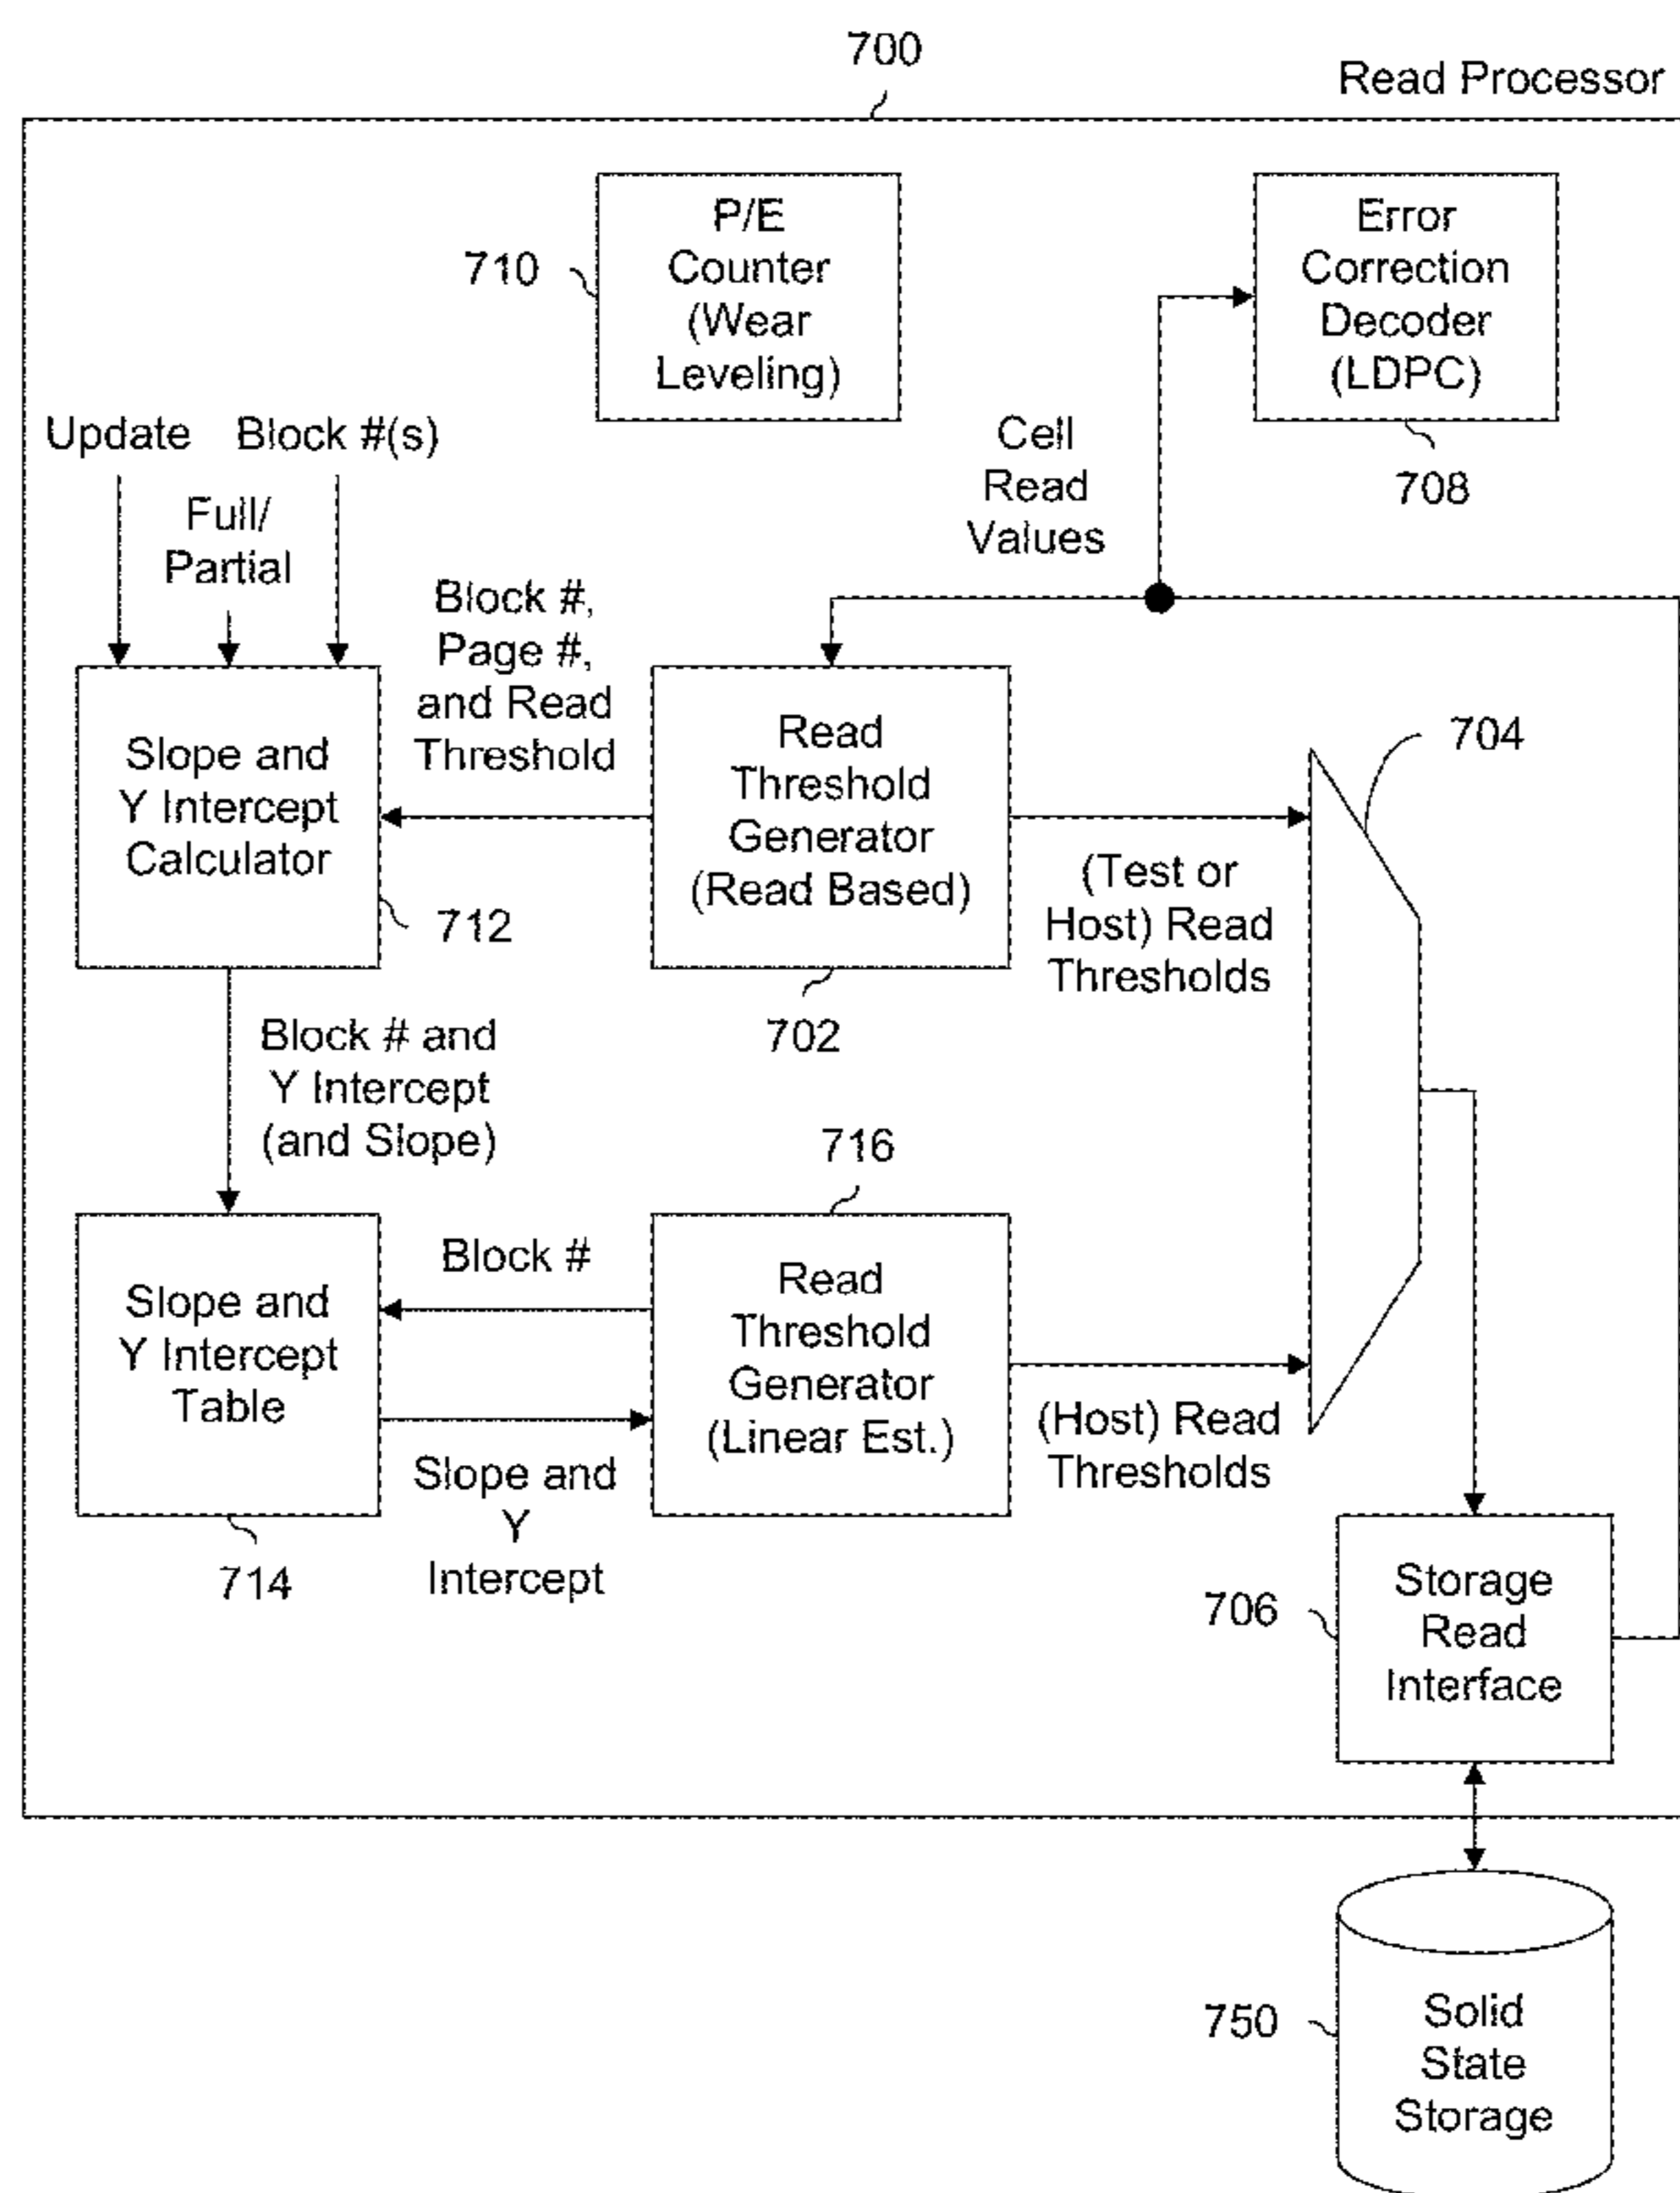 700
Read Processor
P/E
Counter
(Wear
Leveling)
710
Error
Correction
Decoder
(LDPC)
708
Update
Block #(s)
Full/
Partial
Cell
Read
Values
Block #,
Page #,
and Read
Threshold
Slope and
Y Intercept
Calculator
712
Read
Threshold
Generator
(Read Based)
702
704
(Test or
Host) Read
Thresholds
Block # and
Y Intercept
(and Slope)
716
Slope and
Y Intercept
Table
714
Block #
Slope and
Y
Intercept
Read
Threshold
Generator
(Linear Est.)
(Host) Read
Thresholds
706
Storage
Read
Interface
750
Solid
State
Storage